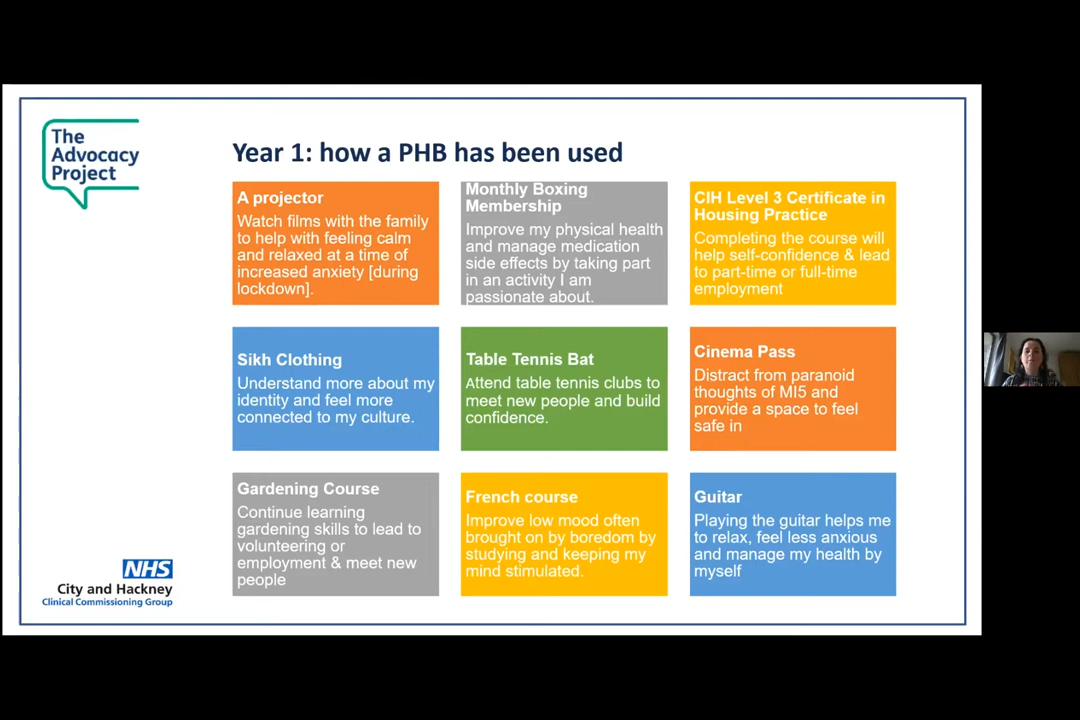 The
Advocacy
Project
Year 1: how a PHB has been used
A projector
Watch films with the family
to help with feeling calm
and relaxed at a time of
increased anxiety [during
lockdown].
Monthly Boxing
Membership
Improve my physical health
and manage medication
side effects by taking part
in an activity I am
passionate about.
CIH Level 3 Certificate in
Housing Practice
Completing the course will
help self-confidence & lead
to part-time or full-time
employment
Sikh Clothing
Understand more about my
identity and feel more
connected to my culture.
Table Tennis Bat
Attend table tennis clubs to
meet new people and build
confidence.
Cinema Pass
Distract from paranoid
thoughts of MI5 and
provide a space to feel
safe in
Gardening Course
Continue learning
gardening skills to lead to
volunteering or
employment & meet new
people
French course
Improve low mood often
brought on by boredom by
studying and keeping my
mind stimulated.
Guitar
Playing the guitar helps me
to relax, feel less anxious
and manage my health by
myself
NHS
City and Hackney
Clinical Commissioning Group